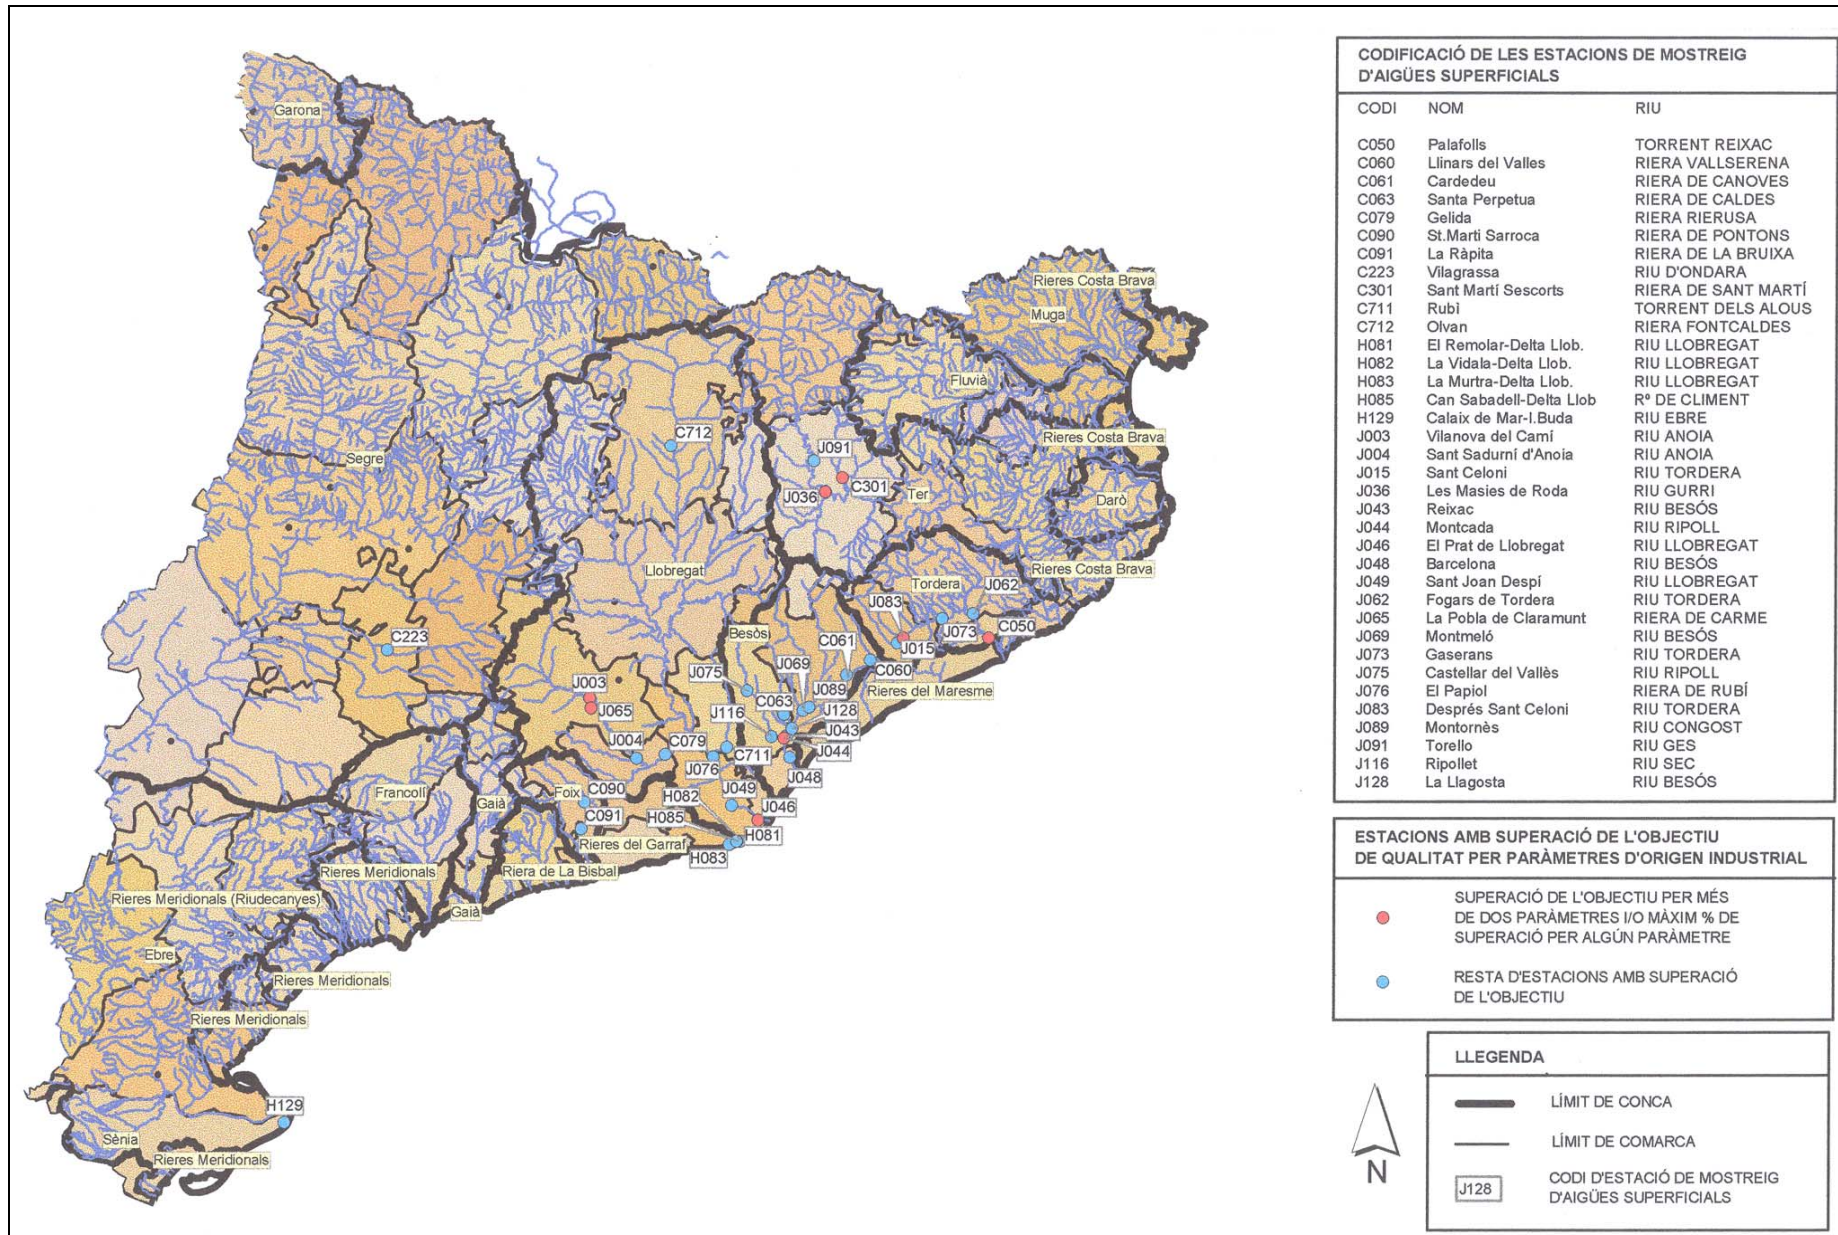 Garona
Rieres Costa Brava
Muga
Fluvià
Rieres Costa Brava
C712
J091
Segre
C301
J036
Ter
Darò
Llobregat
Rieres Costa Brava
Tordera
J062
J083
C223
Besòs
C061
J073
C050
J015
J069
J075
C060
J003
J089
Rieres del Maresme
J065
C063
J128
J116
J043
J004
C079
C711
J044
J076
J048
Francolí
Gaià
Foix
C090
H082
J049
J046
C091
H085
H081
Rieres del Garraf
H083
Rieres Meridionals
Riera de La Bisbal
Rieres Meridionals (Riudecanyes)
Gaià
Ebre
Rieres Meridionals
Rieres Meridionals
H129
Sènia
Rieres Meridionals
CODIFICACIÓ DE LES ESTACIONS DE MOSTREIG
D'AIGÜES SUPERFICIALS
CODI NOM RIU
C050 Palafolls TORRENT REIXAC
C060 Llinars del Valles RIERA VALLSERENA
C061 Cardedeu RIERA DE CANOVES
C063 Santa Perpetua RIERA DE CALDES
C079 Gelida RIERA RIERUSA
C090 St.Marti Sarroca RIERA DE PONTONS
C091 La Ràpita RIERA DE LA BRUIXA
C223 Vilagrassa RIU D'ONDARA
C301 Sant Martí Sescorts RIERA DE SANT MARTÍ
C711 Rubì TORRENT DELS ALOUS
C712 Olvan RIERA FONTCALDES
H081 El Remolar-Delta Llob. RIU LLOBREGAT
H082 La Vidala-Delta Llob. RIU LLOBREGAT
H083 La Murtra-Delta Llob. RIU LLOBREGAT
H085 Can Sabadell-Delta Llob Rº DE CLIMENT
H129 Calaix de Mar-I.Buda RIU EBRE
J003 Vilanova del Camí RIU ANOIA
J004 Sant Sadurní d'Anoia RIU ANOIA
J015 Sant Celoni RIU TORDERA
J036 Les Masies de Roda RIU GURRI
J043 Reixac RIU BESÓS
J044 Montcada RIU RIPOLL
J046 El Prat de Llobregat RIU LLOBREGAT
J048 Barcelona RIU BESÓS
J049 Sant Joan Despí RIU LLOBREGAT
J062 Fogars de Tordera RIU TORDERA
J065 La Pobla de Claramunt RIERA DE CARME
J069 Montmeló RIU BESÓS
J073 Gaserans RIU TORDERA
J075 Castellar del Vallès RIU RIPOLL
J076 El Papiol RIERA DE RUBÍ
J083 Després Sant Celoni RIU TORDERA
J089 Montornès RIU CONGOST
J091 Torello RIU GES
J116 Ripollet RIU SEC
J128 La Llagosta RIU BESÓS
ESTACIONS AMB SUPERACIÓ DE L'OBJECTIU
DE QUALITAT PER PARÀMETRES D'ORIGEN INDUSTRIAL
SUPERACIÓ DE L'OBJECTIU PER MÉS
DE DOS PARÀMETRES I/O MÀXIM % DE
SUPERACIÓ PER ALGÚN PARÀMETRE
RESTA D'ESTACIONS AMB SUPERACIÓ
DE L'OBJECTIU
LLEGENDA
LÍMIT DE CONCA
LÍMIT DE COMARCA
J128
CODI D'ESTACIÓ DE MOSTREIG
D'AIGÜES SUPERFICIALS
N